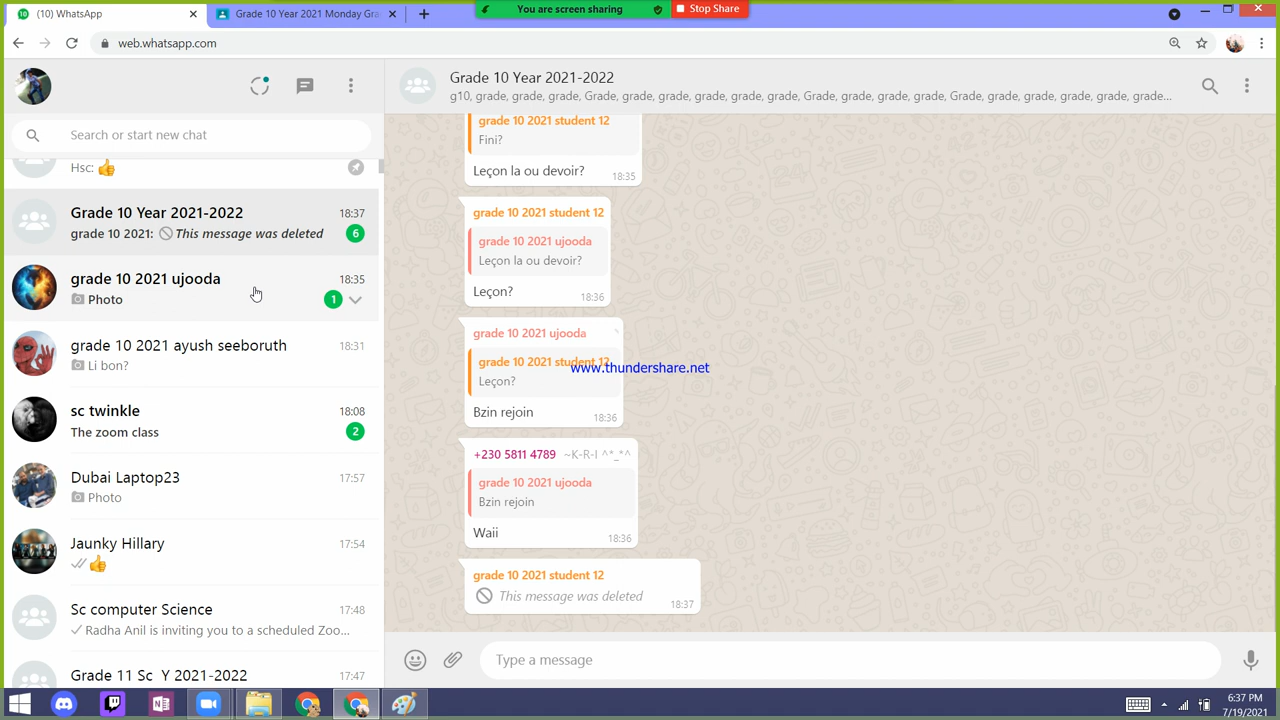 (10) WhatsApp
Grade 10 Year 2021 Monday Gra
You are screen sharing
Stop Share
web.whatsapp.com
Search or start new chat
Hsc: 👍
Grade 10 Year 2021-2022
18:37
grade 10 2021: This message was deleted
6
grade 10 2021 ujooda
18:35
Photo
1
grade 10 2021 ayush seeboruth
18:31
Li bon?
sc twinkle
18:08
The zoom class
2
Dubai Laptop23
17:57
Photo
Jaunky Hillary
17:54
👍
Sc computer Science
17:48
Radha Anil is inviting you to a scheduled Zoo...
Grade 11 Sc Y 2021-2022
17:47
Grade 10 Year 2021-2022
g10, grade, grade, grade, Grade, grade, grade, grade, grade, grade, Grade, grade, grade, grade, Grade, grade, grade, grade, grade, grade...
grade 10 2021 student 12
Fini?
Leçon la ou devoir?
18:35
grade 10 2021 student 12
grade 10 2021 ujooda
Leçon la ou devoir?
Leçon?
18:36
grade 10 2021 ujooda
grade 10 2021 student 12
Leçon?
www.thundershare.net
Bzin rejoin
18:36
+230 5811 4789 ~K-R-I ^*_*^
grade 10 2021 ujooda
Bzin rejoin
Waii
18:36
grade 10 2021 student 12
This message was deleted
18:37
Type a message
6:37 PM
7/19/2021